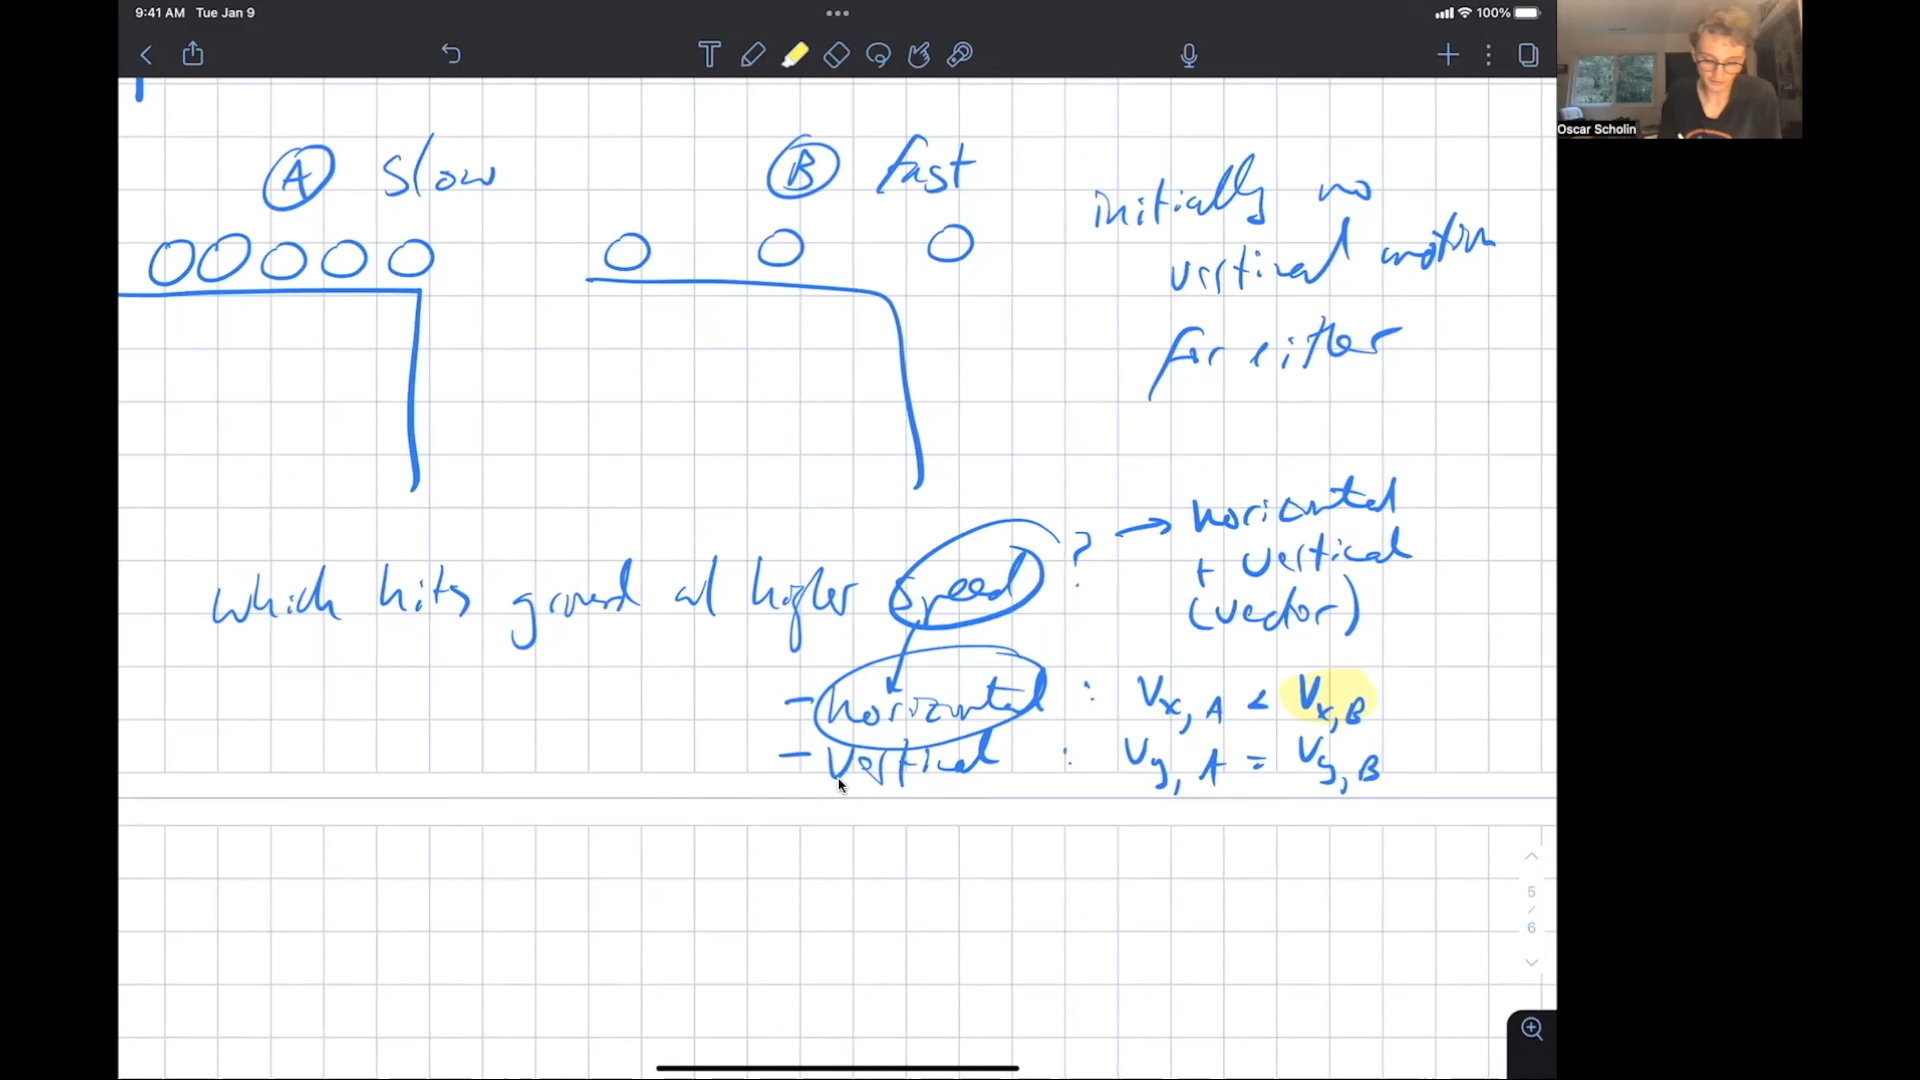 9:41 AM Tue Jan 9
100%
Oscar Scholin
A slow
B fast
initially no
vertical motion
for either
which hits ground at higher speed ?
→ horizontal
+ vertical
(vector)
- horizontal : Vx, A < Vx, B
- vertical : Vy, A = Vy, B
5
6